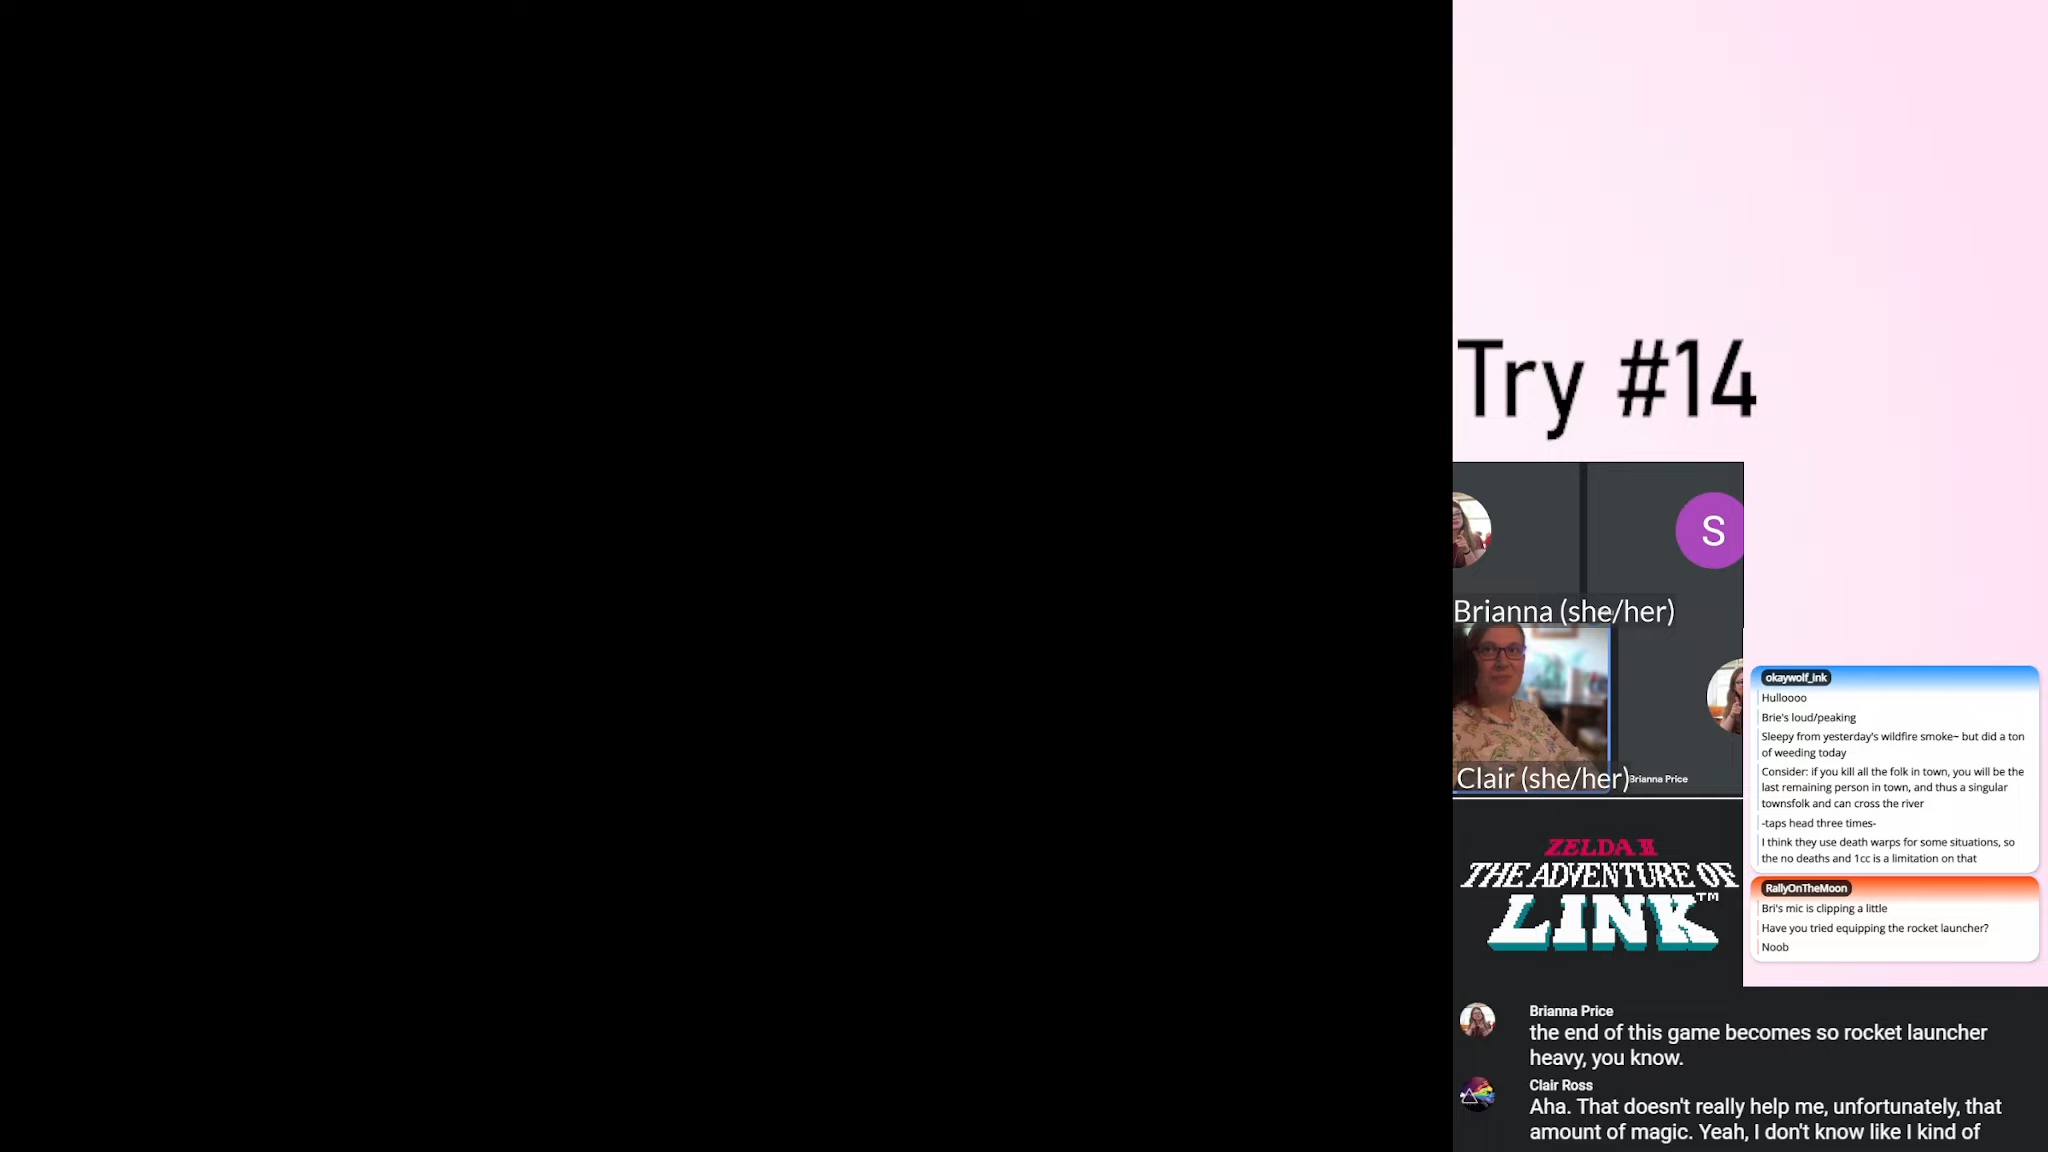 Try #14
S
Brianna (she/her)
Clair (she/her)
Brianna Price
ZELDA II
THE ADVENTURE OF
LINK™
okaywolf_ink
Hulloooo
Brie's loud/peaking
Sleepy from yesterday's wildfire smoke~ but did a ton
of weeding today
Consider: if you kill all the folk in town, you will be the
last remaining person in town, and thus a singular
townsfolk and can cross the river
-taps head three times-
I think they use death warps for some situations, so
the no deaths and 1cc is a limitation on that
RallyOnTheMoon
Bri's mic is clipping a little
Have you tried equipping the rocket launcher?
Noob
Brianna Price
the end of this game becomes so rocket launcher
heavy, you know.
Clair Ross
Aha. That doesn't really help me, unfortunately, that
amount of magic. Yeah, I don't know like I kind of